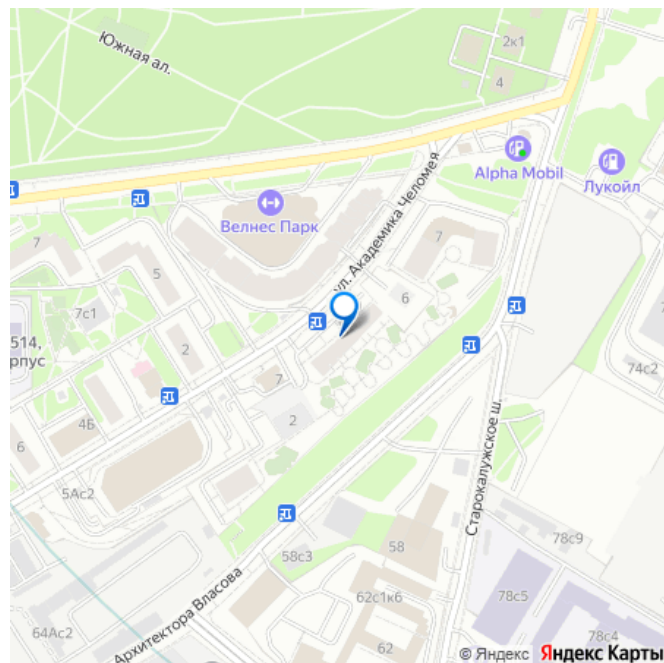 Южная ал.
2к1
4
Alpha Mobil
Лукойл
Велнес Парк
ул. Академика Челомея
7
7
5
7с1
6
514,
рпус
2
74с2
7
4Б
2
6
5Ас2
Старокалужское ш.
58с3
58
78с9
62с1к6
78с5
Архитектора Власова
64Ас2
62
78с4
© Яндекс Яндекс Карты